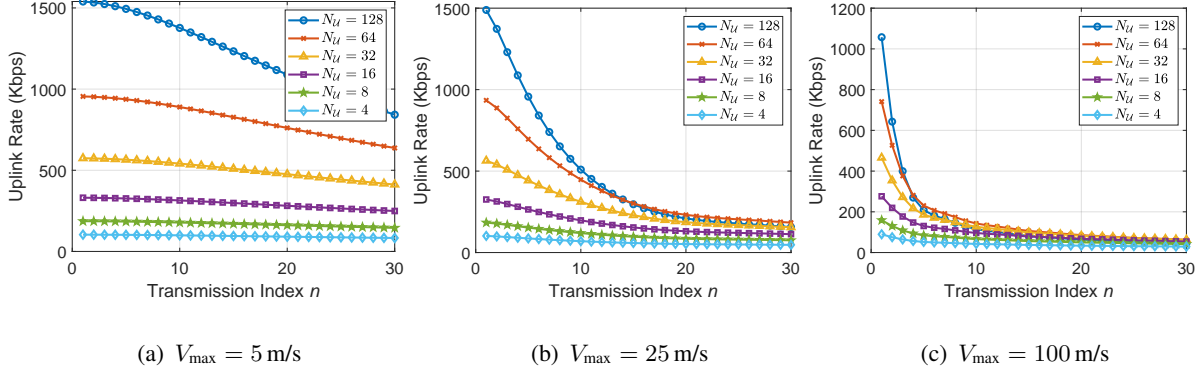 1500
1000
500
0
0
10
20
30
Uplink Rate (Kbps)
Transmission Index n
N_𝒰 = 128
N_𝒰 = 64
N_𝒰 = 32
N_𝒰 = 16
N_𝒰 = 8
N_𝒰 = 4
(a) V_max = 5 m/s
1500
1000
500
0
0
10
20
30
Uplink Rate (Kbps)
Transmission Index n
N_𝒰 = 128
N_𝒰 = 64
N_𝒰 = 32
N_𝒰 = 16
N_𝒰 = 8
N_𝒰 = 4
(b) V_max = 25 m/s
1200
1000
800
600
400
200
0
0
10
20
30
Uplink Rate (Kbps)
Transmission Index n
N_𝒰 = 128
N_𝒰 = 64
N_𝒰 = 32
N_𝒰 = 16
N_𝒰 = 8
N_𝒰 = 4
(c) V_max = 100 m/s